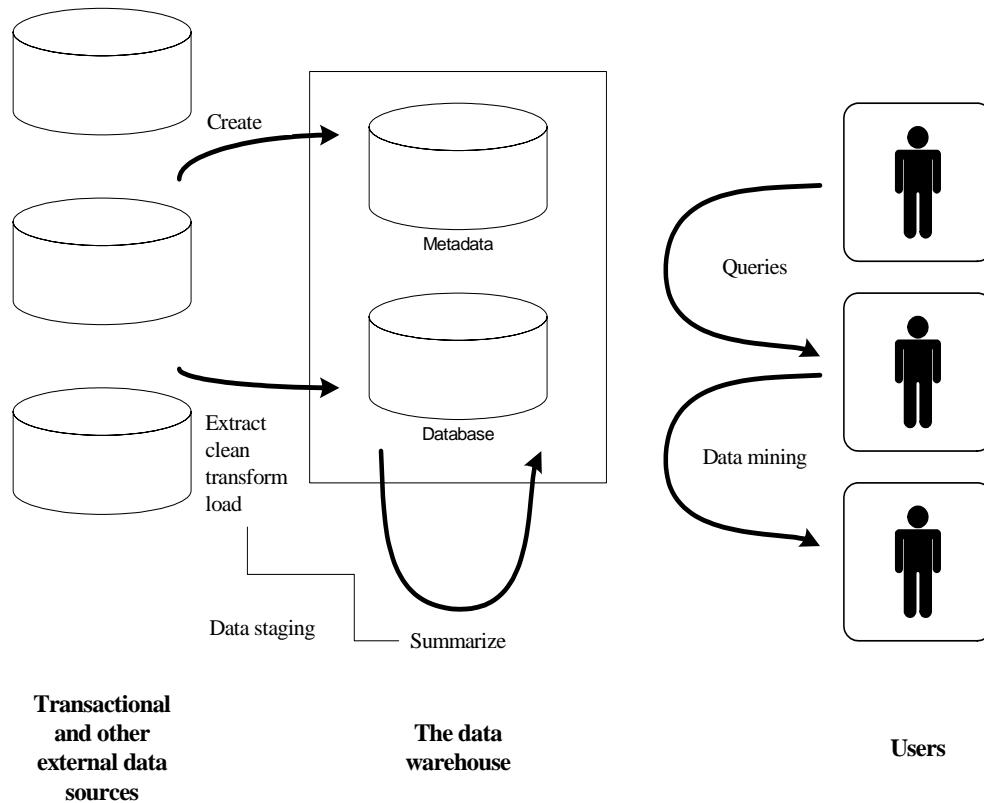 Create
Metadata
Queries
Database
Extract
clean
transform
load
Data mining
Data staging
Summarize
Transactional
and other
external data
sources
The data
warehouse
Users